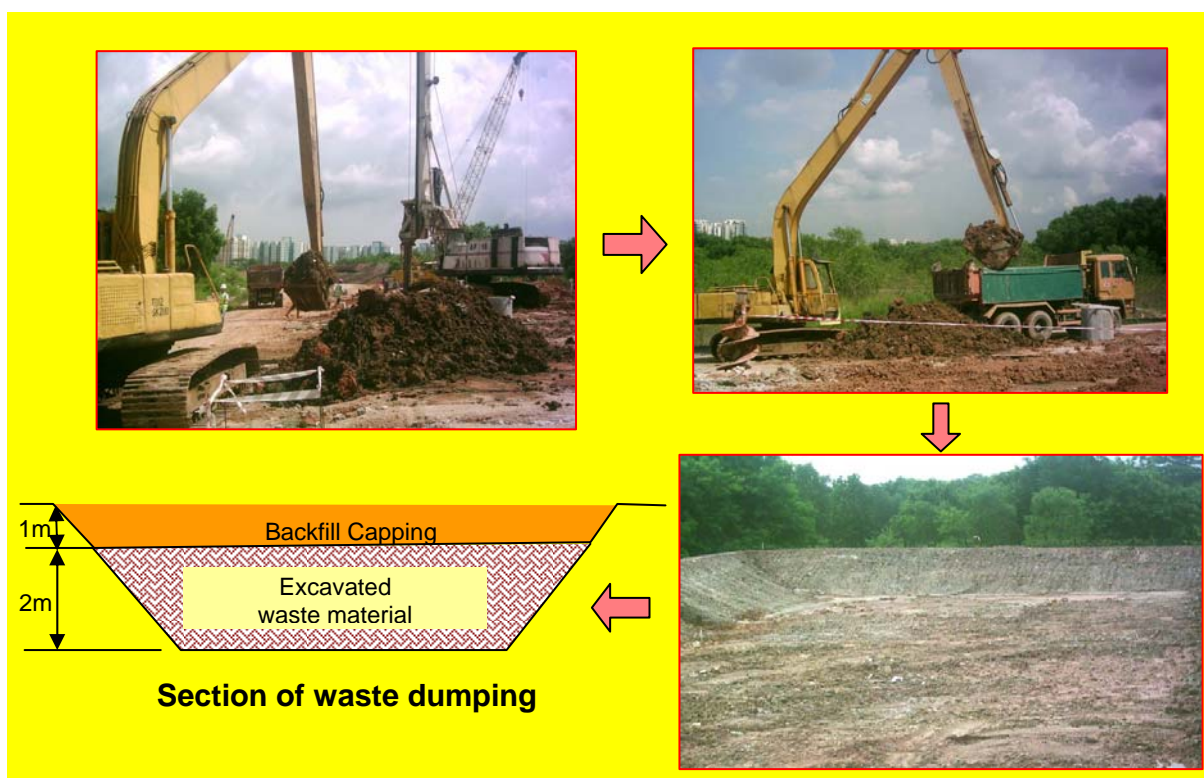 1m
Backfill Capping
2m
Excavated
waste material
Section of waste dumping